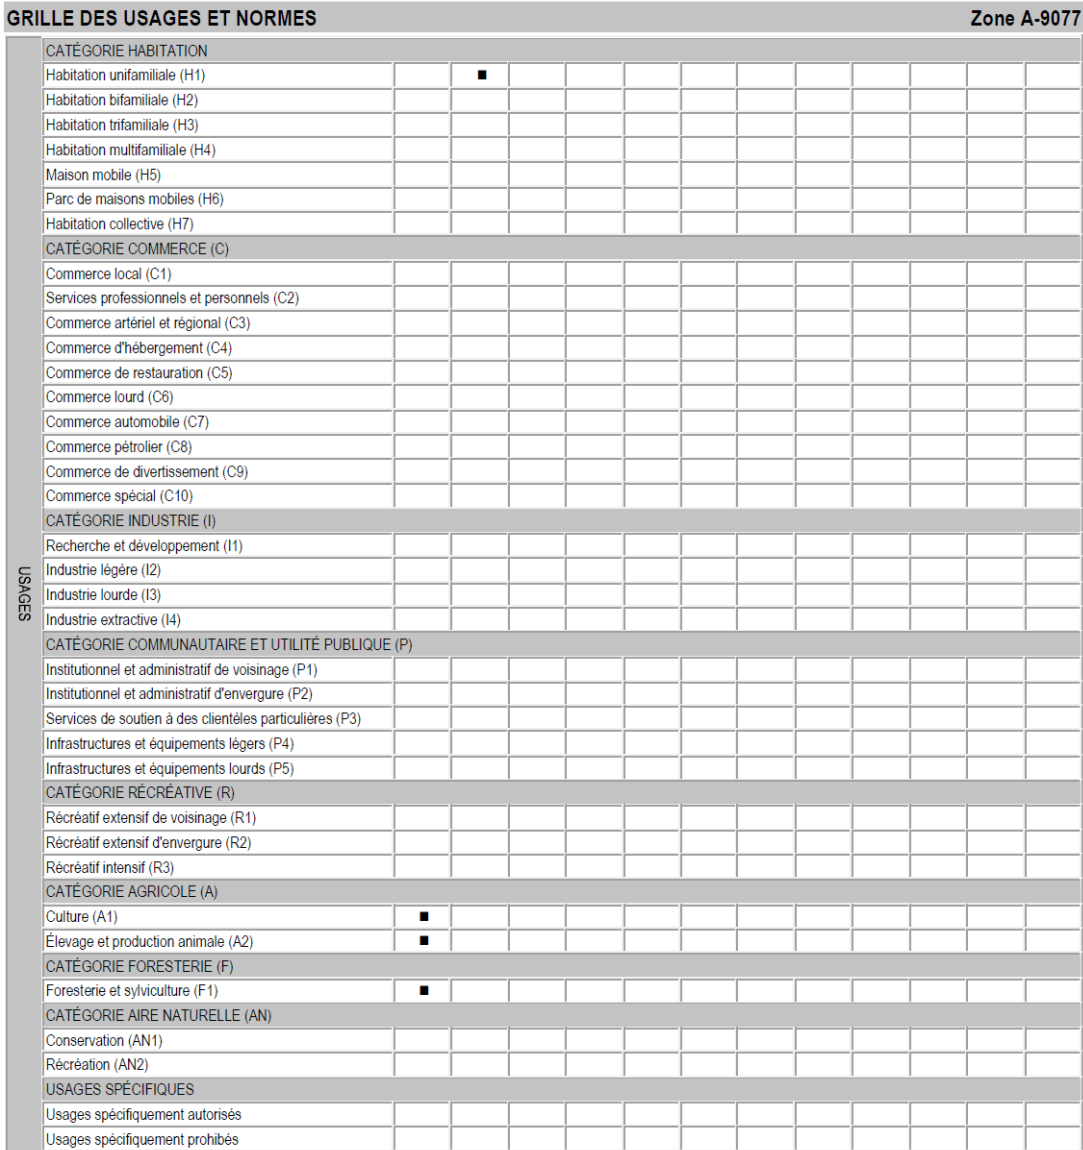 GRILLE DES USAGES ET NORMES Zone A-9077
USAGES
CATÉGORIE HABITATION
Habitation unifamiliale (H1) ■
Habitation bifamiliale (H2)
Habitation trifamiliale (H3)
Habitation multifamiliale (H4)
Maison mobile (H5)
Parc de maisons mobiles (H6)
Habitation collective (H7)
CATÉGORIE COMMERCE (C)
Commerce local (C1)
Services professionnels et personnels (C2)
Commerce artériel et régional (C3)
Commerce d'hébergement (C4)
Commerce de restauration (C5)
Commerce lourd (C6)
Commerce automobile (C7)
Commerce pétrolier (C8)
Commerce de divertissement (C9)
Commerce spécial (C10)
CATÉGORIE INDUSTRIE (I)
Recherche et développement (I1)
Industrie légère (I2)
Industrie lourde (I3)
Industrie extractive (I4)
CATÉGORIE COMMUNAUTAIRE ET UTILITÉ PUBLIQUE (P)
Institutionnel et administratif de voisinage (P1)
Institutionnel et administratif d'envergure (P2)
Services de soutien à des clientèles particulières (P3)
Infrastructures et équipements légers (P4)
Infrastructures et équipements lourds (P5)
CATÉGORIE RÉCRÉATIVE (R)
Récréatif extensif de voisinage (R1)
Récréatif extensif d'envergure (R2)
Récréatif intensif (R3)
CATÉGORIE AGRICOLE (A)
Culture (A1) ■
Élevage et production animale (A2) ■
CATÉGORIE FORESTERIE (F)
Foresterie et sylviculture (F1) ■
CATÉGORIE AIRE NATURELLE (AN)
Conservation (AN1)
Récréation (AN2)
USAGES SPÉCIFIQUES
Usages spécifiquement autorisés
Usages spécifiquement prohibés